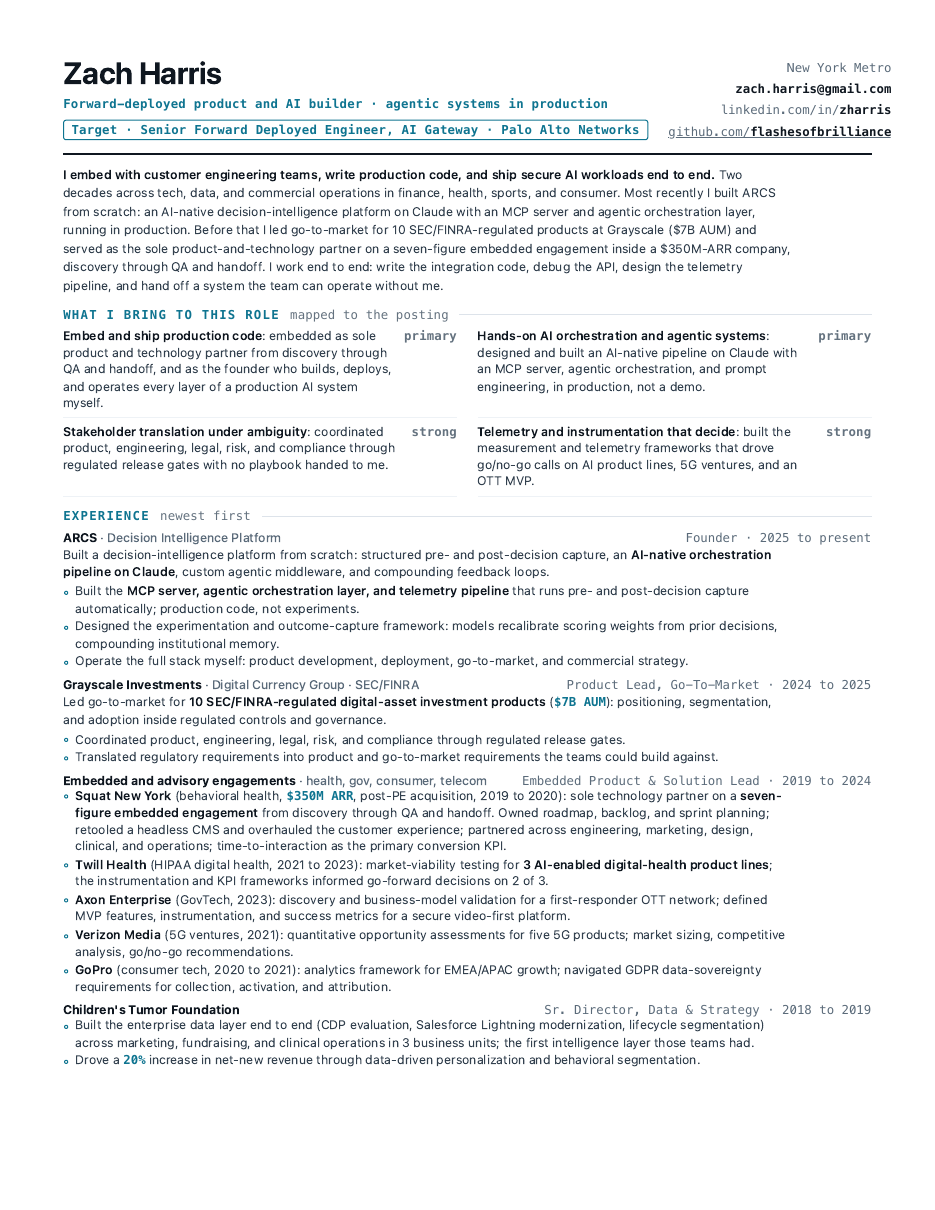 Zach Harris
New York Metro
Forward-deployed product and AI builder · agentic systems in production
zach.harris@gmail.com
linkedin.com/in/zharris
Target · Senior Forward Deployed Engineer, AI Gateway · Palo Alto Networks
github.com/flashesofbrilliance
I embed with customer engineering teams, write production code, and ship secure AI workloads end to end. Two
decades across tech, data, and commercial operations in finance, health, sports, and consumer. Most recently I built ARCS
from scratch: an AI-native decision-intelligence platform on Claude with an MCP server and agentic orchestration layer,
running in production. Before that I led go-to-market for 10 SEC/FINRA-regulated products at Grayscale ($7B AUM) and
served as the sole product-and-technology partner on a seven-figure embedded engagement inside a $350M-ARR company,
discovery through QA and handoff. I work end to end: write the integration code, debug the API, design the telemetry
pipeline, and hand off a system the team can operate without me.
WHAT I BRING TO THIS ROLE mapped to the posting
Embed and ship production code: embedded as sole primary
product and technology partner from discovery through
QA and handoff, and as the founder who builds, deploys,
and operates every layer of a production AI system
myself.
Hands-on AI orchestration and agentic systems: primary
designed and built an AI-native pipeline on Claude with
an MCP server, agentic orchestration, and prompt
engineering, in production, not a demo.
Stakeholder translation under ambiguity: coordinated strong
product, engineering, legal, risk, and compliance through
regulated release gates with no playbook handed to me.
Telemetry and instrumentation that decide: built the strong
measurement and telemetry frameworks that drove
go/no-go calls on AI product lines, 5G ventures, and an
OTT MVP.
EXPERIENCE newest first
ARCS · Decision Intelligence Platform Founder · 2025 to present
Built a decision-intelligence platform from scratch: structured pre- and post-decision capture, an AI-native orchestration
pipeline on Claude, custom agentic middleware, and compounding feedback loops.
Built the MCP server, agentic orchestration layer, and telemetry pipeline that runs pre- and post-decision capture
automatically; production code, not experiments.
Designed the experimentation and outcome-capture framework: models recalibrate scoring weights from prior decisions,
compounding institutional memory.
Operate the full stack myself: product development, deployment, go-to-market, and commercial strategy.
Grayscale Investments · Digital Currency Group · SEC/FINRA Product Lead, Go-To-Market · 2024 to 2025
Led go-to-market for 10 SEC/FINRA-regulated digital-asset investment products ($7B AUM): positioning, segmentation,
and adoption inside regulated controls and governance.
Coordinated product, engineering, legal, risk, and compliance through regulated release gates.
Translated regulatory requirements into product and go-to-market requirements the teams could build against.
Embedded and advisory engagements · health, gov, consumer, telecom Embedded Product & Solution Lead · 2019 to 2024
Squat New York (behavioral health, $350M ARR, post-PE acquisition, 2019 to 2020): sole technology partner on a seven-
figure embedded engagement from discovery through QA and handoff. Owned roadmap, backlog, and sprint planning;
retooled a headless CMS and overhauled the customer experience; partnered across engineering, marketing, design,
clinical, and operations; time-to-interaction as the primary conversion KPI.
Twill Health (HIPAA digital health, 2021 to 2023): market-viability testing for 3 AI-enabled digital-health product lines;
the instrumentation and KPI frameworks informed go-forward decisions on 2 of 3.
Axon Enterprise (GovTech, 2023): discovery and business-model validation for a first-responder OTT network; defined
MVP features, instrumentation, and success metrics for a secure video-first platform.
Verizon Media (5G ventures, 2021): quantitative opportunity assessments for five 5G products; market sizing, competitive
analysis, go/no-go recommendations.
GoPro (consumer tech, 2020 to 2021): analytics framework for EMEA/APAC growth; navigated GDPR data-sovereignty
requirements for collection, activation, and attribution.
Children's Tumor Foundation Sr. Director, Data & Strategy · 2018 to 2019
Built the enterprise data layer end to end (CDP evaluation, Salesforce Lightning modernization, lifecycle segmentation)
across marketing, fundraising, and clinical operations in 3 business units; the first intelligence layer those teams had.
Drove a 20% increase in net-new revenue through data-driven personalization and behavioral segmentation.